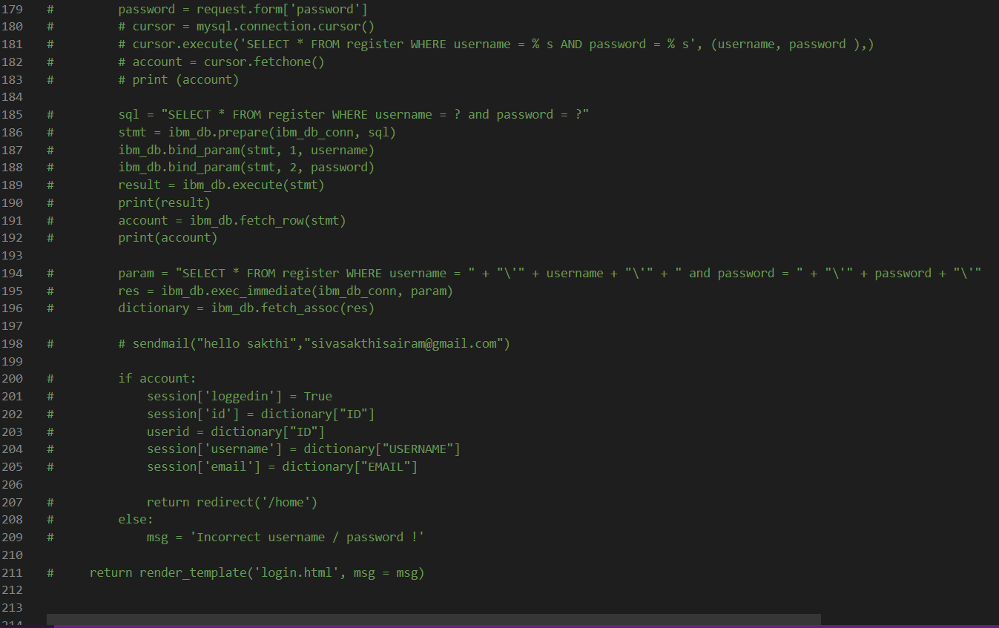 179 #         password = request.form['password']
180 #         # cursor = mysql.connection.cursor()
181 #         # cursor.execute('SELECT * FROM register WHERE username = % s AND password = % s', (username, password ),)
182 #         # account = cursor.fetchone()
183 #         # print (account)
184
185 #         sql = "SELECT * FROM register WHERE username = ? and password = ?"
186 #         stmt = ibm_db.prepare(ibm_db_conn, sql)
187 #         ibm_db.bind_param(stmt, 1, username)
188 #         ibm_db.bind_param(stmt, 2, password)
189 #         result = ibm_db.execute(stmt)
190 #         print(result)
191 #         account = ibm_db.fetch_row(stmt)
192 #         print(account)
193
194 #         param = "SELECT * FROM register WHERE username = " + "\'" + username + "\'" + " and password = " + "\'" + password + "\'"
195 #         res = ibm_db.exec_immediate(ibm_db_conn, param)
196 #         dictionary = ibm_db.fetch_assoc(res)
197
198 #         # sendmail("hello sakthi","sivasakthisairam@gmail.com")
199
200 #         if account:
201 #             session['loggedin'] = True
202 #             session['id'] = dictionary["ID"]
203 #             userid = dictionary["ID"]
204 #             session['username'] = dictionary["USERNAME"]
205 #             session['email'] = dictionary["EMAIL"]
206
207 #             return redirect('/home')
208 #         else:
209 #             msg = 'Incorrect username / password !'
210
211 #     return render_template('login.html', msg = msg)
212
213
214